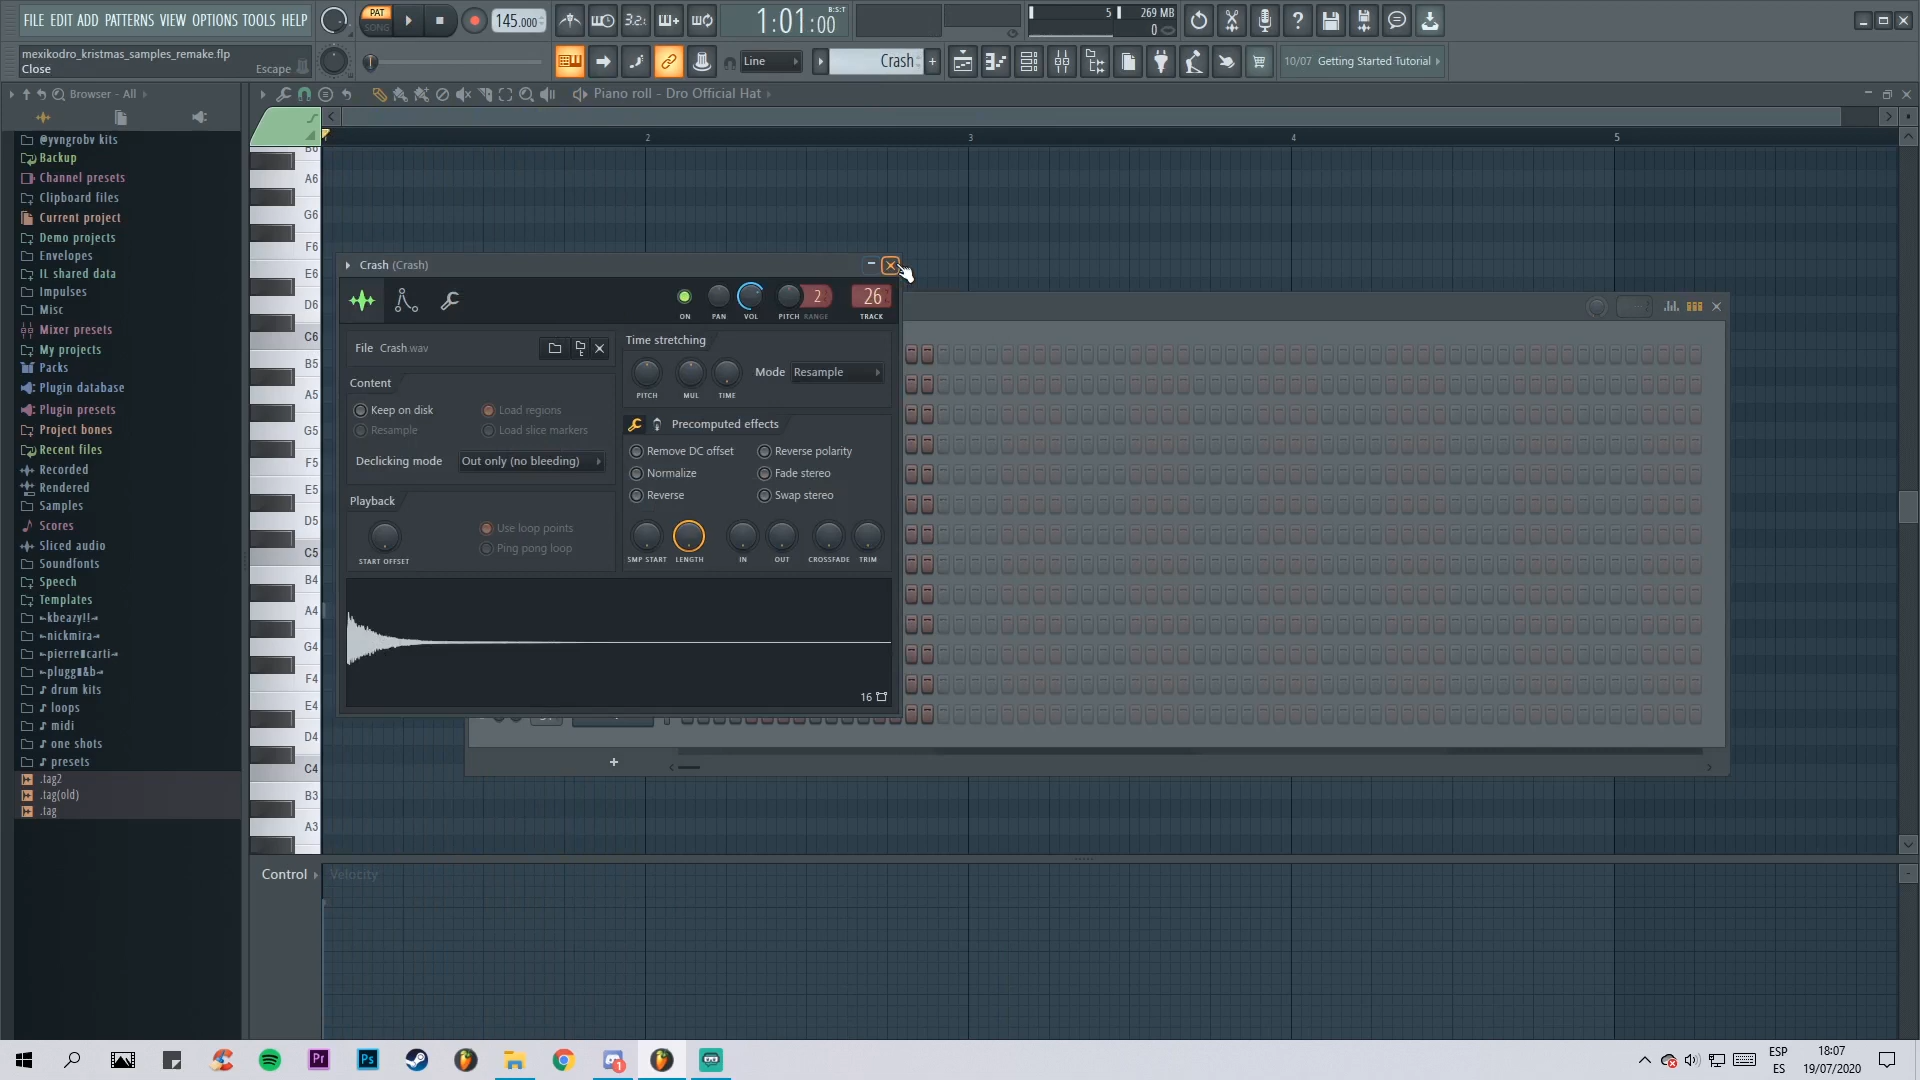 FILE EDIT ADD PATTERNS VIEW OPTIONS TOOLS HELP
PAT
SONG
145.000
3.2.
1:01:00
B:S:T
5
269 MB
0
mexikodro_kristmas_samples_remake.flp
Close
Escape
Line
Crash
10/07 Getting Started Tutorial
Browser - All
Piano roll - Dro Official Hat
@yvngrobv kits
Backup
Channel presets
Clipboard files
Current project
Demo projects
Envelopes
IL shared data
Impulses
Misc
Mixer presets
My projects
Packs
Plugin database
Plugin presets
Project bones
Recent files
Recorded
Rendered
Samples
Scores
Sliced audio
Soundfonts
Speech
Templates
kbeazy!!
nickmira
♪ drum kits
♪ loops
♪ midi
♪ one shots
♪ presets
.tag2
.tag(old)
.tag
2
3
4
5
A6
G6
F6
E6
D6
C6
B5
A5
G5
F5
E5
D5
C5
B4
A4
G4
F4
E4
D4
C4
B3
A3
Crash (Crash)
ON
PAN
VOL
PITCH RANGE
2
26
TRACK
File Crash.wav
Content
Keep on disk
Load regions
Resample
Load slice markers
Declicking mode
Out only (no bleeding)
Playback
START OFFSET
Use loop points
Ping pong loop
Time stretching
PITCH
MUL
TIME
Mode
Resample
Precomputed effects
Remove DC offset
Reverse polarity
Normalize
Fade stereo
Reverse
Swap stereo
SMP START
LENGTH
IN
OUT
CROSSFADE
TRIM
16
+
Control
Velocity
Pr
Ps
1
ESP
ES
18:07
19/07/2020